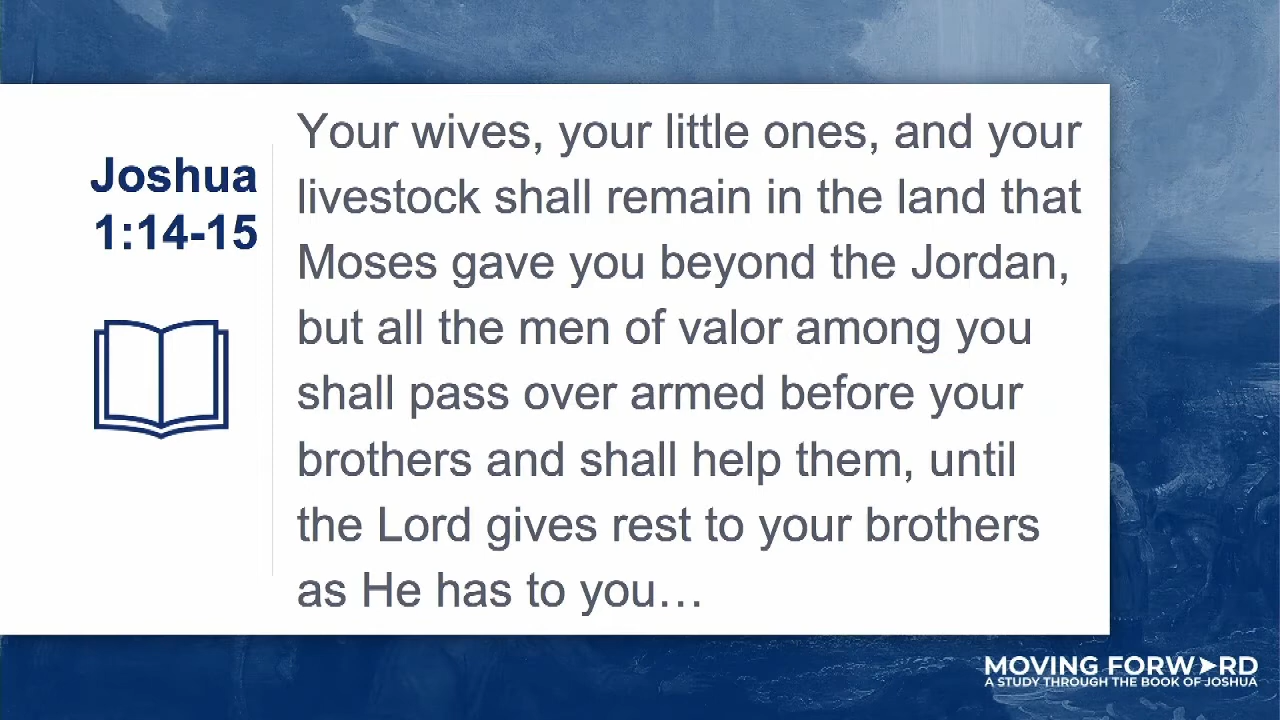 Joshua
1:14-15
Your wives, your little ones, and your
livestock shall remain in the land that
Moses gave you beyond the Jordan,
but all the men of valor among you
shall pass over armed before your
brothers and shall help them, until
the Lord gives rest to your brothers
as He has to you…
MOVING FORWARD
A STUDY THROUGH THE BOOK OF JOSHUA